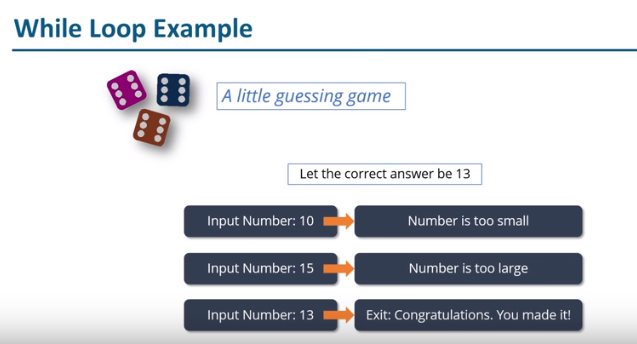 While Loop Example
A little guessing game
Let the correct answer be 13
Input Number: 10
Number is too small
Input Number: 15
Number is too large
Input Number: 13
Exit: Congratulations. You made it!